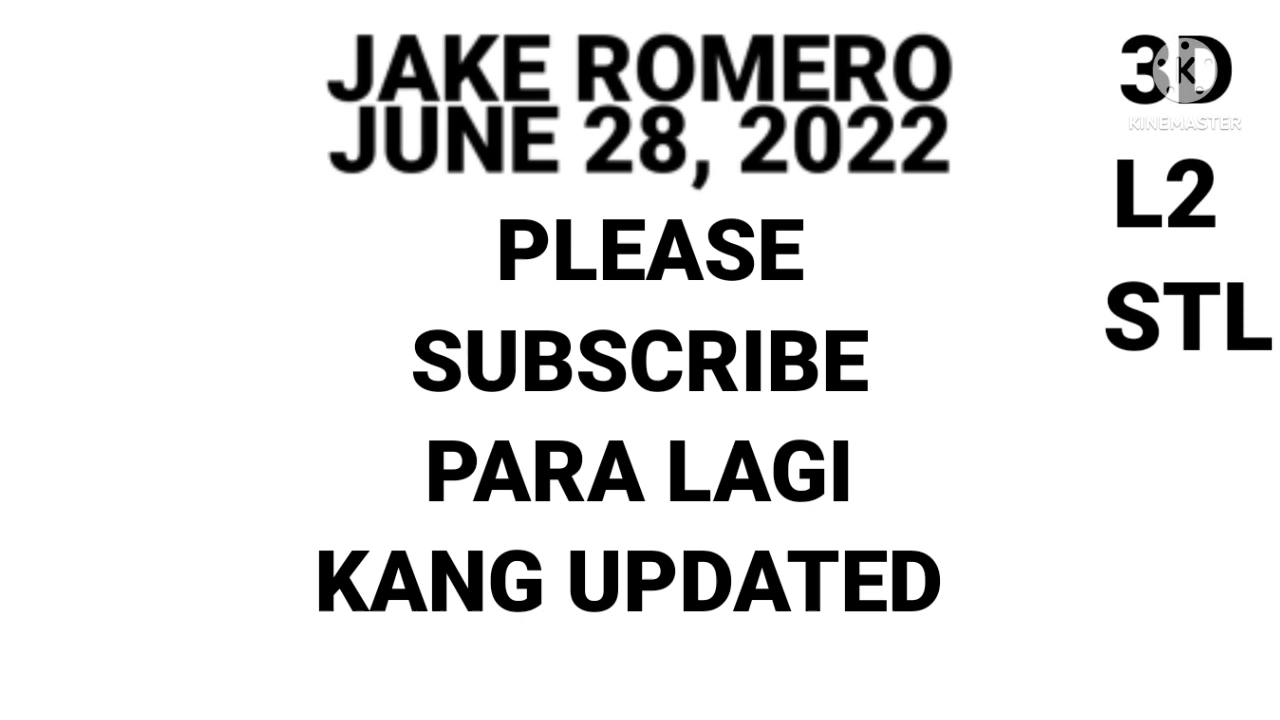 JAKE ROMERO
JUNE 28, 2022
PLEASE
SUBSCRIBE
PARA LAGI
KANG UPDATED
3D
K
KINEMASTER
L2
STL